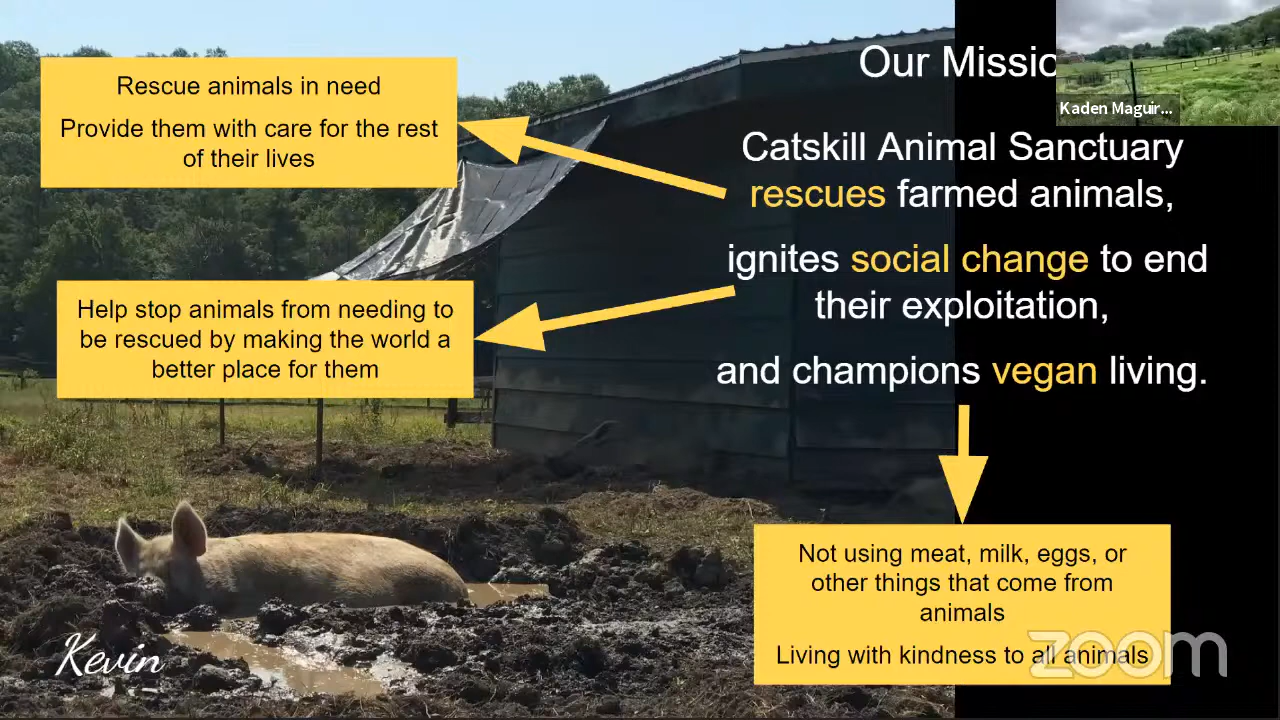 Our Missio
Kaden Maguir...
Rescue animals in need
Provide them with care for the rest
of their lives
Catskill Animal Sanctuary
rescues farmed animals,
ignites social change to end
their exploitation,
and champions vegan living.
Help stop animals from needing to
be rescued by making the world a
better place for them
Not using meat, milk, eggs, or
other things that come from
animals
Living with kindness to all animals
Kevin
zoom